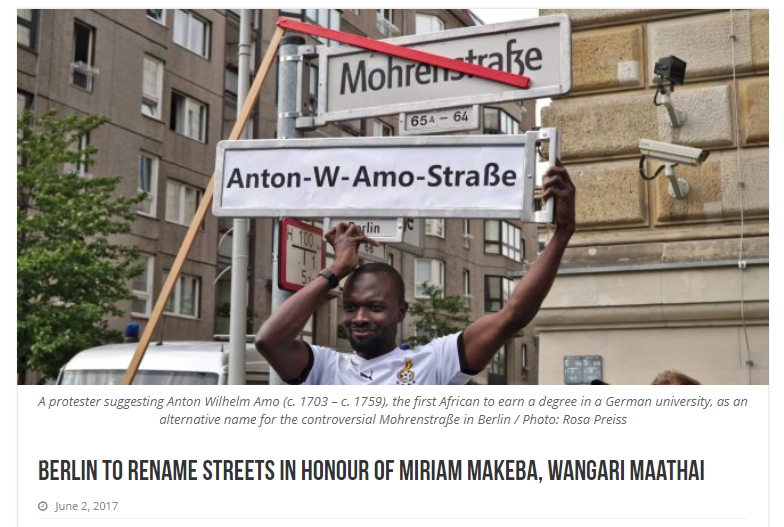 Mohrenstraße
65A – 64
Anton-W-Amo-Straße
Berlin
66
H 100
A protester suggesting Anton Wilhelm Amo (c. 1703 – c. 1759), the first African to earn a degree in a German university, as an
alternative name for the controversial Mohrenstraße in Berlin / Photo: Rosa Preiss
BERLIN TO RENAME STREETS IN HONOUR OF MIRIAM MAKEBA, WANGARI MAATHAI
June 2, 2017